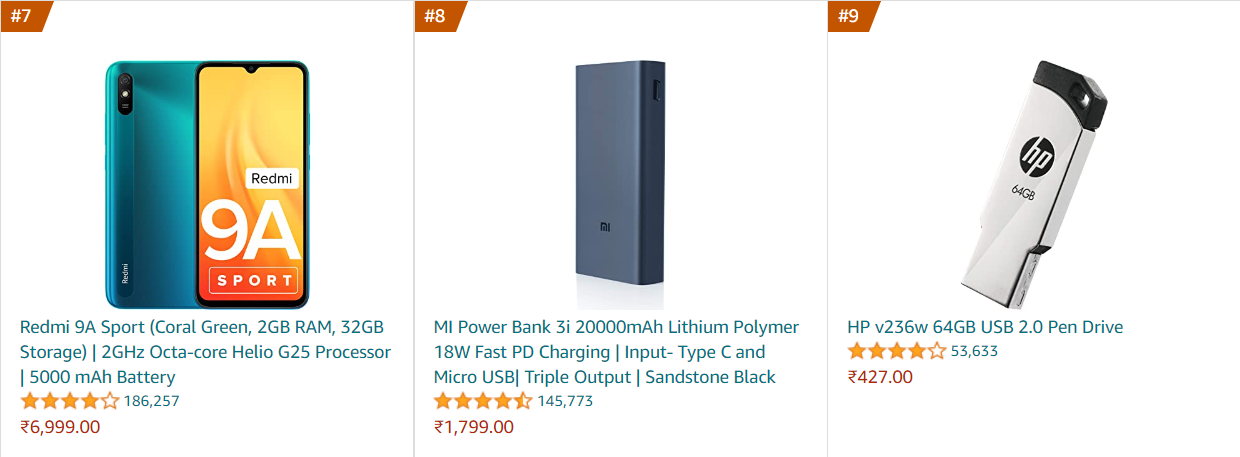 #7
Redmi
9A
SPORT
Redmi
Redmi 9A Sport (Coral Green, 2GB RAM, 32GB
Storage) | 2GHz Octa-core Helio G25 Processor
| 5000 mAh Battery
186,257
₹6,999.00
#8
mi
MI Power Bank 3i 20000mAh Lithium Polymer
18W Fast PD Charging | Input- Type C and
Micro USB| Triple Output | Sandstone Black
145,773
₹1,799.00
#9
hp
64GB
HP v236w 64GB USB 2.0 Pen Drive
53,633
₹427.00